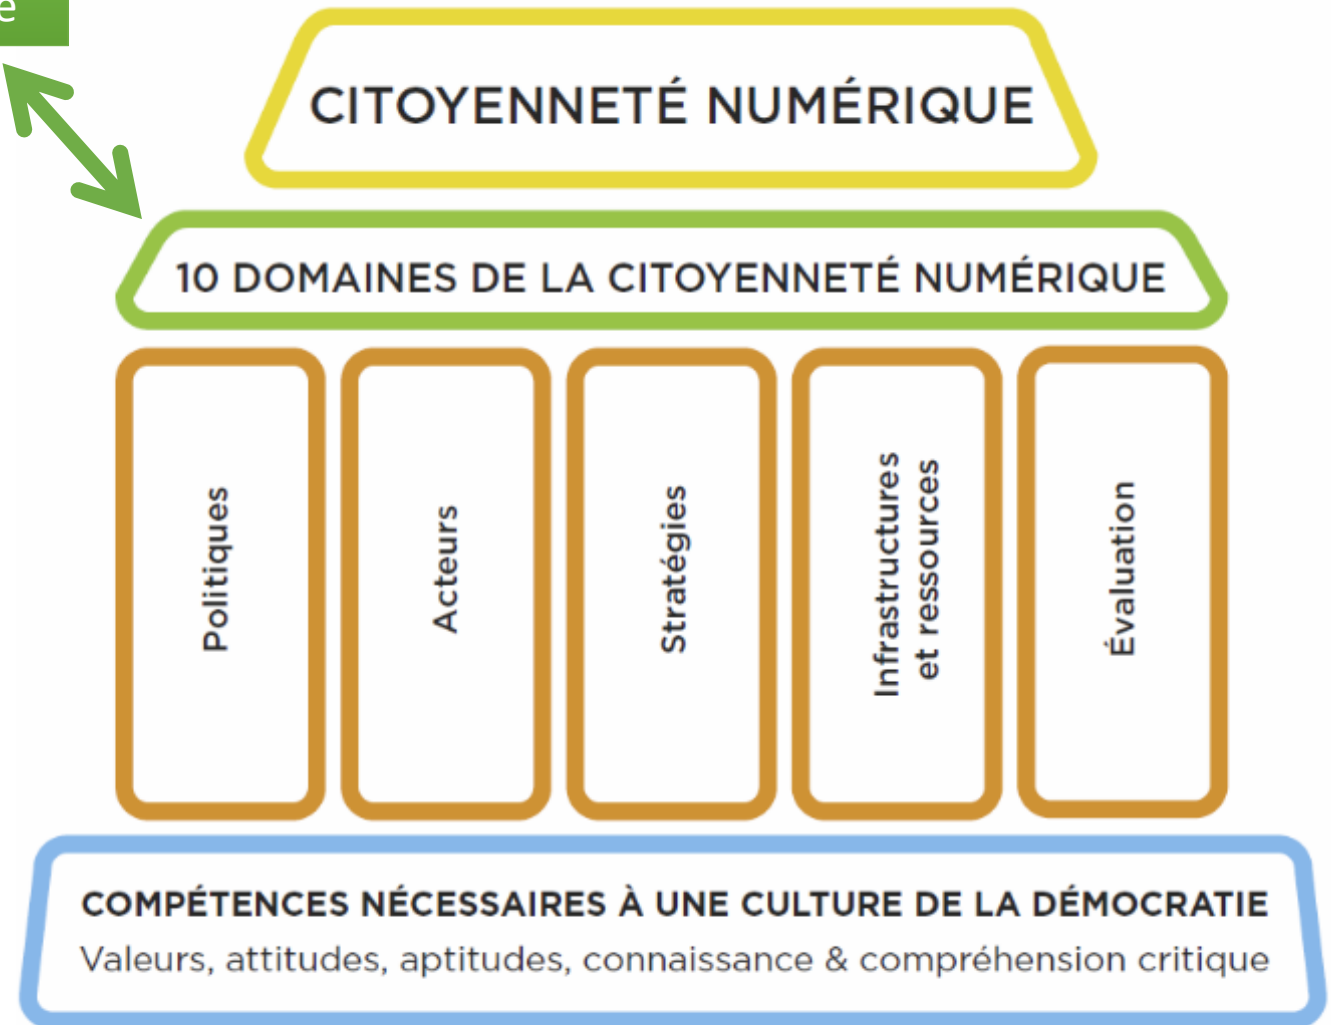 CITOYENNETÉ NUMÉRIQUE
10 DOMAINES DE LA CITOYENNETÉ NUMÉRIQUE
Politiques
Acteurs
Stratégies
Infrastructures
et ressources
Évaluation
COMPÉTENCES NÉCESSAIRES À UNE CULTURE DE LA DÉMOCRATIE
Valeurs, attitudes, aptitudes, connaissance & compréhension critique